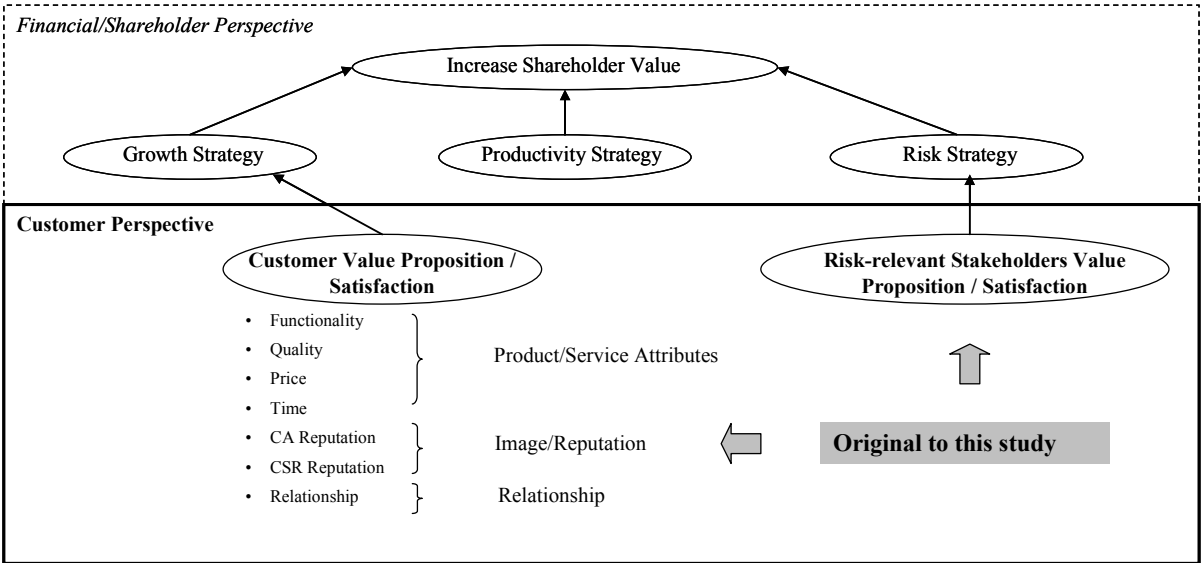 Financial/Shareholder Perspective
Increase Shareholder Value
Growth Strategy
Productivity Strategy
Risk Strategy
Customer Perspective
Customer Value Proposition /
Satisfaction
Risk-relevant Stakeholders Value
Proposition / Satisfaction
• Functionality
• Quality
• Price
• Time
• CA Reputation
• CSR Reputation
• Relationship
Product/Service Attributes
Image/Reputation
Relationship
Original to this study